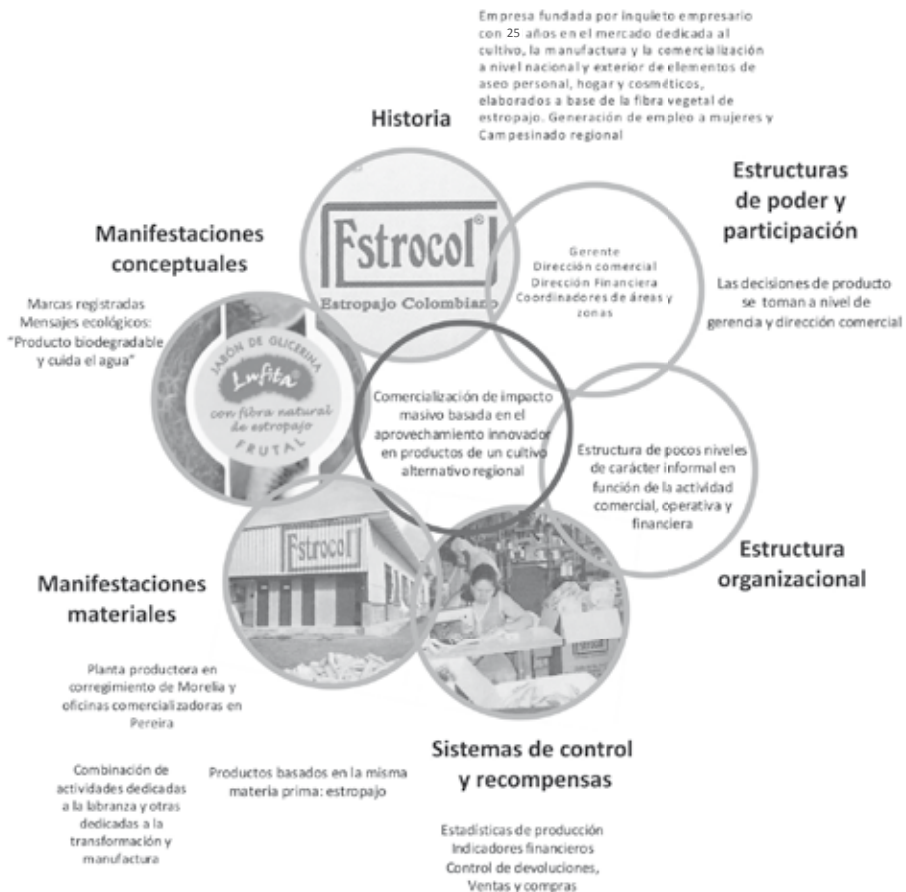 Empresa fundada por inquieto empresario
con 25 años en el mercado dedicada al
cultivo, la manufactura y la comercialización
a nivel nacional y exterior de elementos de
aseo personal, hogar y cosméticos,
elaborados a base de la fibra vegetal de
estropajo. Generación de empleo a mujeres y
Campesinado regional
Historia
Estrocol®
Estropajo Colombiano
Estructuras
de poder y
participación
Gerente
Dirección comercial
Dirección Financiera
Coordinadores de áreas y
zonas
Las decisiones de producto
se toman a nivel de
gerencia y dirección comercial
Manifestaciones
conceptuales
Marcas registradas
Mensajes ecológicos:
"Producto biodegradable
y cuida el agua"
JABÓN DE GLICERINA
Lufita
con fibra natural
de estropajo
FRUTAL
Comercialización de impacto
masivo basada en el
aprovechamiento innovador
en productos de un cultivo
alternativo regional
Estructura de pocos niveles
de carácter informal en
función de la actividad
comercial, operativa y
financiera
Estructura
organizacional
Estrocol
Manifestaciones
materiales
Planta productora en
corregimiento de Morelia y
oficinas comercializadoras en
Pereira
Combinación de
actividades dedicadas
a la labranza y otras
dedicadas a la
transformación y
manufactura
Productos basados en la misma
materia prima: estropajo
Sistemas de control
y recompensas
Estadísticas de producción
Indicadores financieros
Control de devoluciones,
Ventas y compras